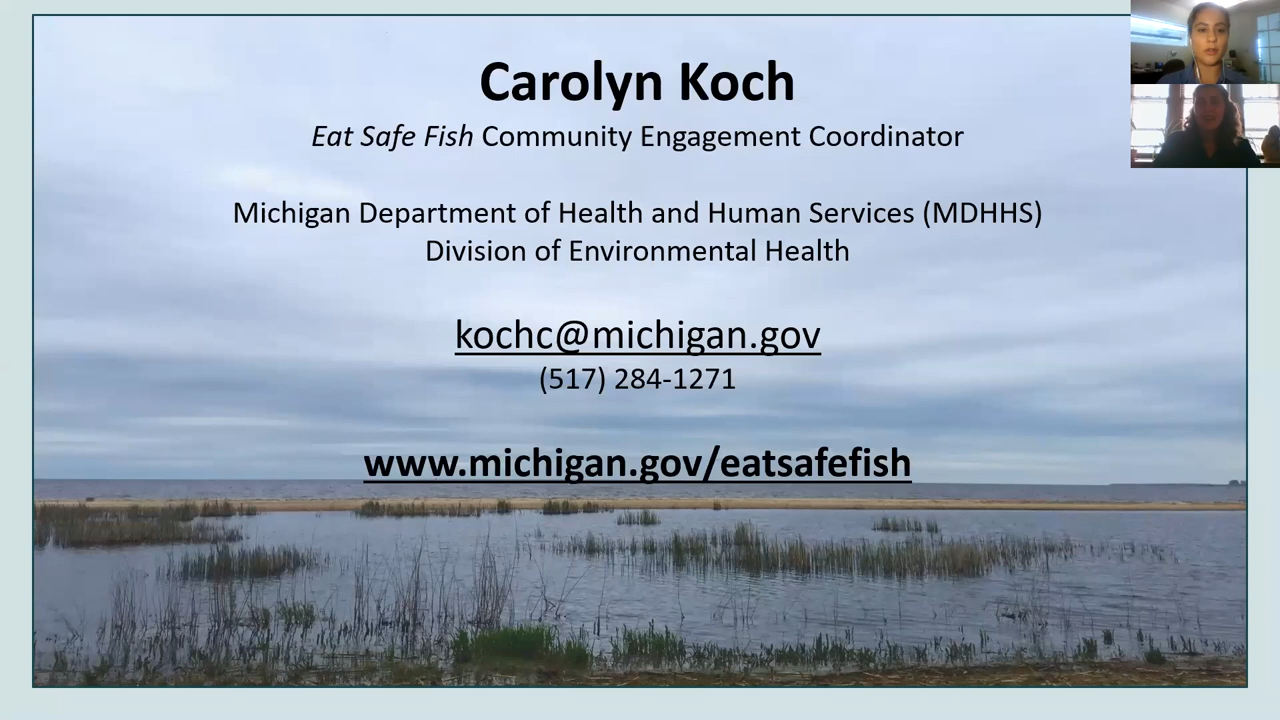 Carolyn Koch
Eat Safe Fish Community Engagement Coordinator
Michigan Department of Health and Human Services (MDHHS)
Division of Environmental Health
kochc@michigan.gov
(517) 284-1271
www.michigan.gov/eatsafefish